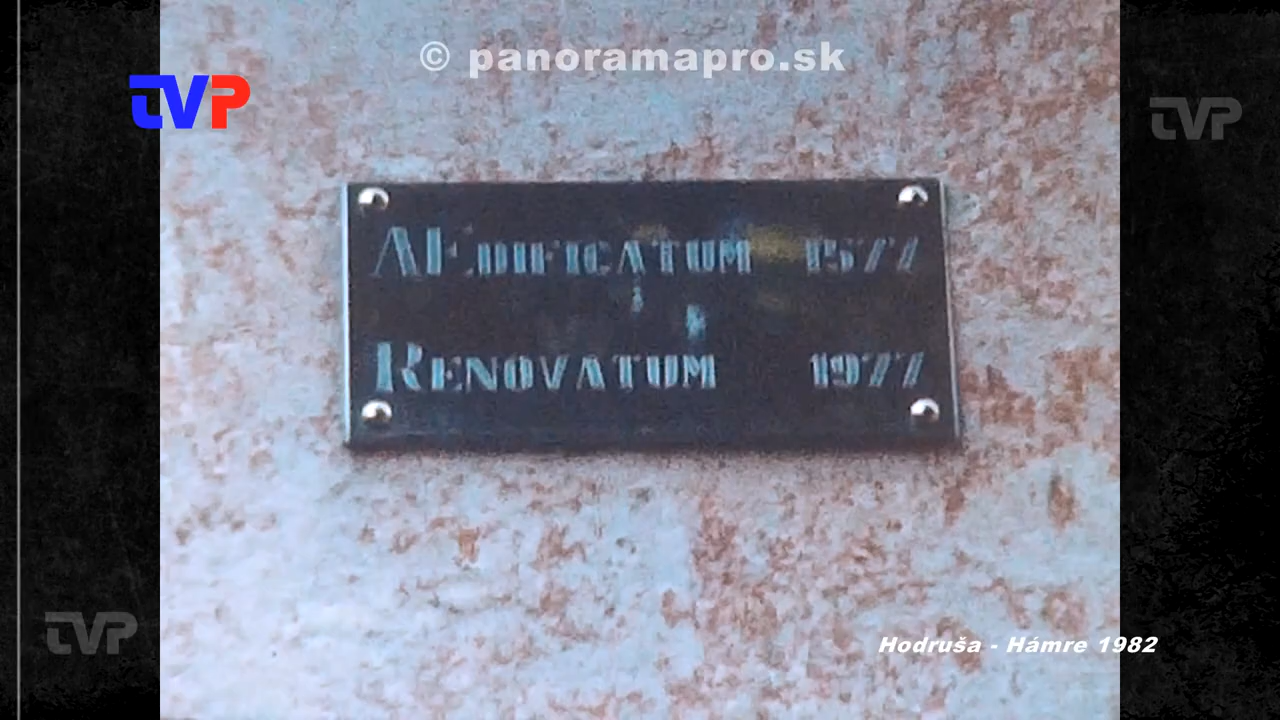 © panoramapro.sk
TVP
TVP
AEDIFICATUM 1577
RENOVATUM 1977
TVP
Hodruša - Hámre 1982